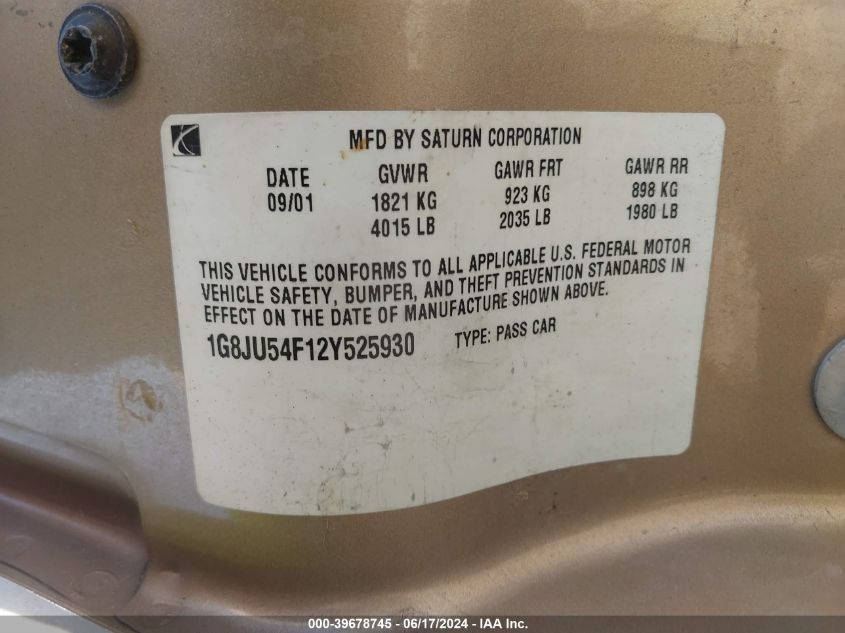 MFD BY SATURN CORPORATION
DATE GVWR GAWR FRT GAWR RR
09/01 1821 KG 923 KG 898 KG
4015 LB 2035 LB 1980 LB
THIS VEHICLE CONFORMS TO ALL APPLICABLE U.S. FEDERAL MOTOR
VEHICLE SAFETY, BUMPER, AND THEFT PREVENTION STANDARDS IN
EFFECT ON THE DATE OF MANUFACTURE SHOWN ABOVE.
1G8JU54F12Y525930 TYPE: PASS CAR
000-39678745 - 06/17/2024 - IAA Inc.